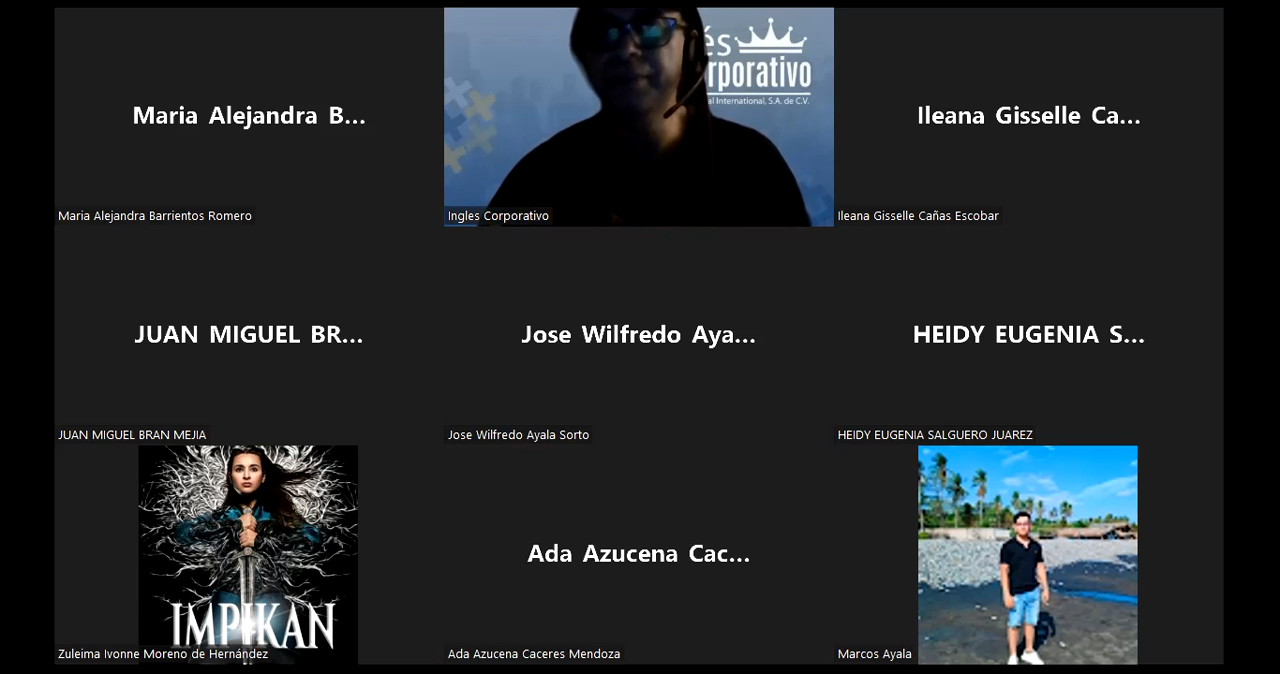 Maria Alejandra B...
Maria Alejandra Barrientos Romero
és
rporativo
al International, S.A. de C.V.
Ingles Corporativo
Ileana Gisselle Ca...
Ileana Gisselle Cañas Escobar
JUAN MIGUEL BR...
JUAN MIGUEL BRAN MEJIA
Jose Wilfredo Aya...
Jose Wilfredo Ayala Sorto
HEIDY EUGENIA S...
HEIDY EUGENIA SALGUERO JUAREZ
IMPIKAN
Zuleima Ivonne Moreno de Hernández
Ada Azucena Cac...
Ada Azucena Caceres Mendoza
Marcos Ayala